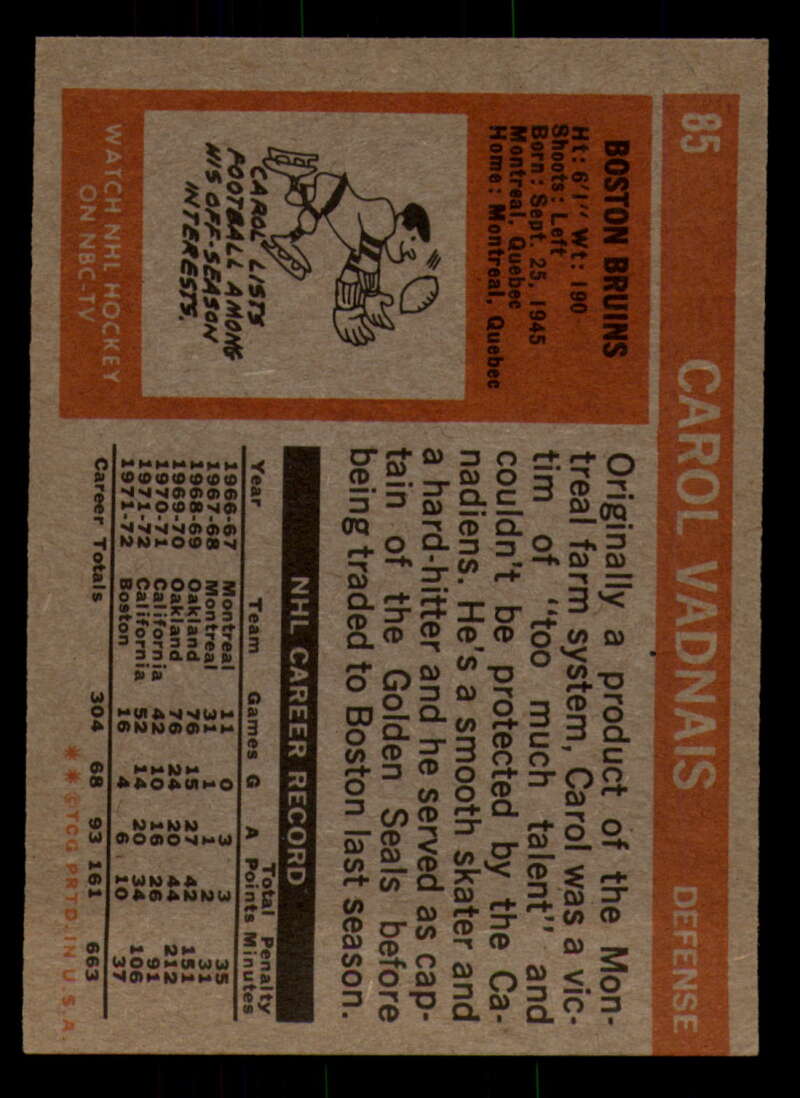 85 CAROL VADNAIS DEFENSE
BOSTON BRUINS
Ht: 6'1" Wt: 190
Shoots: Left
Born: Sept. 25, 1945
Montreal, Quebec
Home: Montreal, Quebec
CAROL LISTS
FOOTBALL AMONG
HIS OFF-SEASON
INTERESTS.
WATCH NHL HOCKEY
ON NBC-TV
Originally a product of the Mon-
treal farm system, Carol was a vic-
tim of "too much talent" and
couldn't be protected by the Ca-
nadiens. He's a smooth skater and
a hard-hitter and he served as cap-
tain of the Golden Seals before
being traded to Boston last season.
NHL CAREER RECORD
Total Penalty
Year Team Games G A Points Minutes
1966-67 Montreal 11 0 3 3 35
1967-68 Montreal 31 1 1 2 31
1968-69 Oakland 76 15 27 42 151
1969-70 Oakland 76 24 20 44 212
1970-71 California 42 10 16 26 91
1971-72 California 52 14 20 34 106
1971-72 Boston 16 4 6 10 37
Career Totals 304 68 93 161 663
**©TCG PRTD. IN U.S.A.